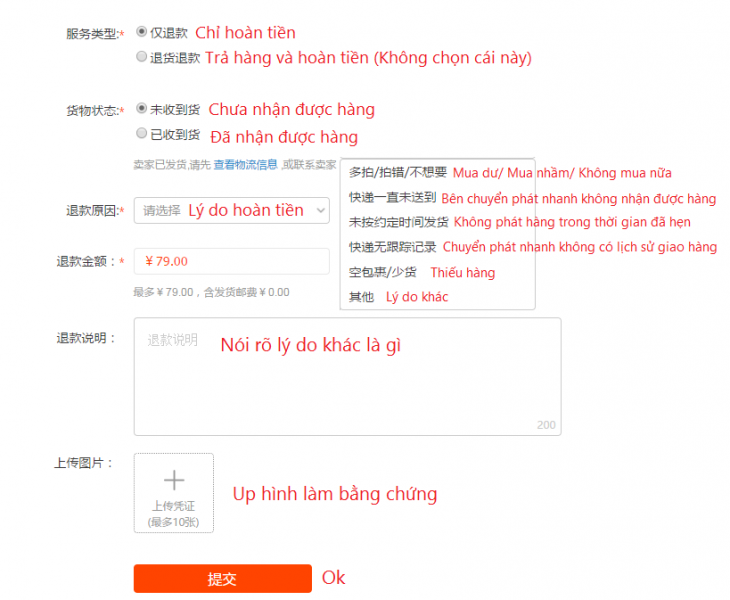 服务类型:* 仅退款 Chỉ hoàn tiền
退货退款 Trả hàng và hoàn tiền (Không chọn cái này)
货物状态:* 未收到货 Chưa nhận được hàng
已收到货 Đã nhận được hàng
卖家已发货,请先 查看物流信息 ,或联系卖家
多拍/拍错/不想要 Mua dư/ Mua nhầm/ Không mua nữa
快递一直未送到 Bên chuyển phát nhanh không nhận được hàng
退款原因:* 请选择 Lý do hoàn tiền
未按约定时间发货 Không phát hàng trong thời gian đã hẹn
快递无跟踪记录 Chuyển phát nhanh không có lịch sử giao hàng
退款金额：* ￥79.00
空包裹/少货 Thiếu hàng
最多￥79.00，含发货邮费￥0.00
其他 Lý do khác
退款说明： 退款说明 Nói rõ lý do khác là gì
200
上传图片：
上传凭证
(最多10张)
Up hình làm bằng chứng
提交 Ok